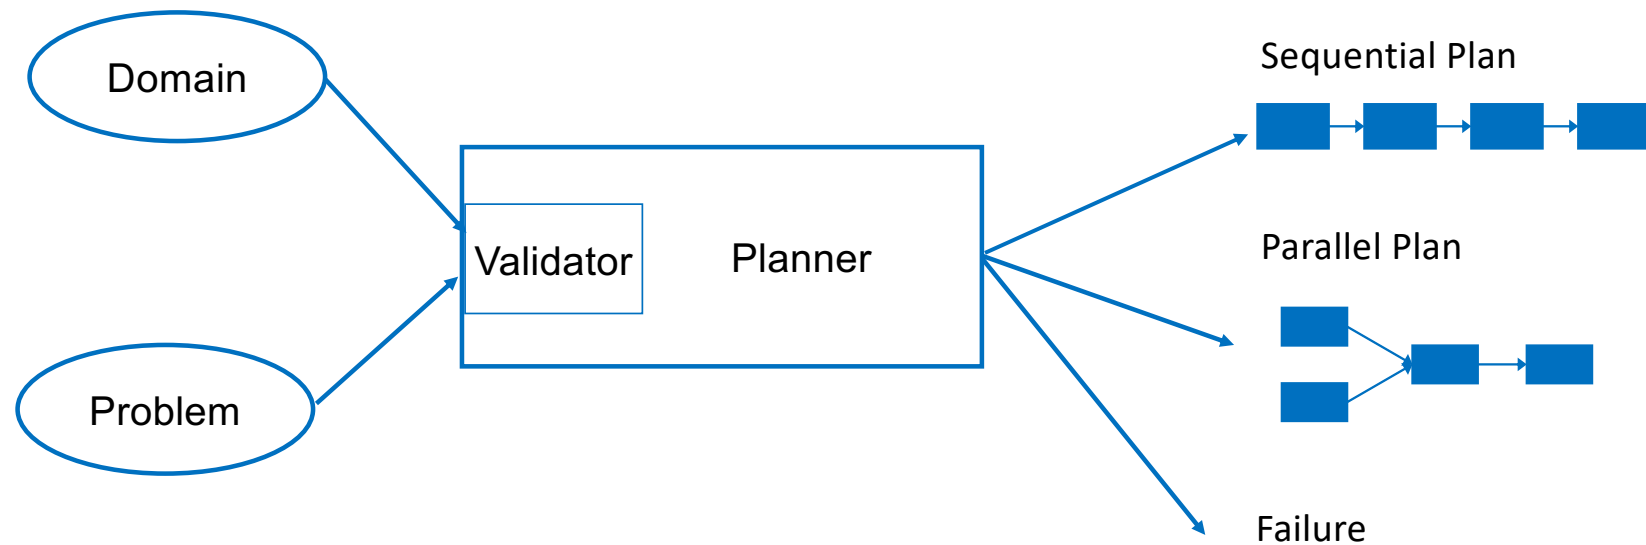 Domain
Problem
Validator
Planner
Sequential Plan
Parallel Plan
Failure